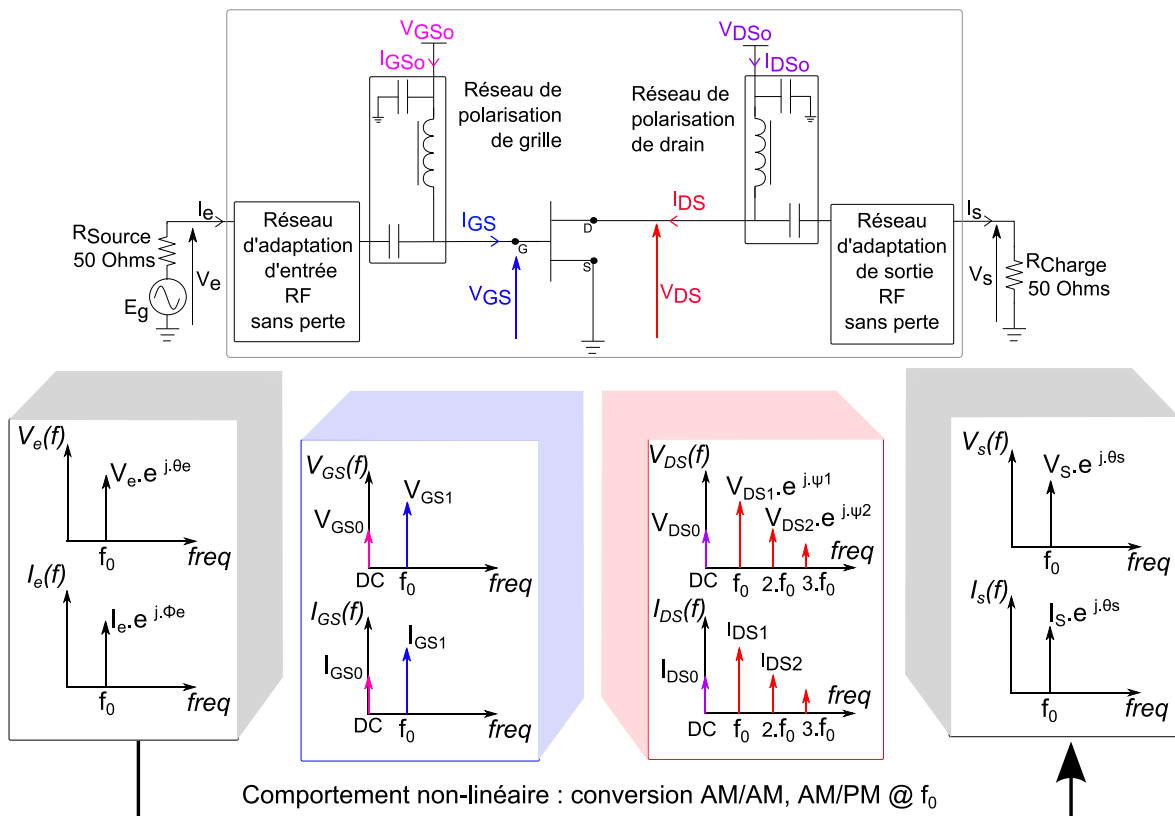 VGSo
IGSo
VDSo
IDSo
Réseau de
polarisation
de grille
Réseau de
polarisation
de drain
Ie
RSource
50 Ohms
Eg
Ve
Réseau
d'adaptation
d'entrée
RF
sans perte
IGS
G
VGS
D
S
IDS
VDS
Réseau
d'adaptation
de sortie
RF
sans perte
Is
Vs
RCharge
50 Ohms
Ve(f)
Ve.e j.θe
f0
freq
Ie(f)
Ie.e j.Φe
f0
freq
VGS(f)
VGS1
VGS0
DC
f0
freq
IGS(f)
IGS1
IGS0
DC
f0
freq
VDS(f)
VDS1.e j.ψ1
VDS2.e j.ψ2
VDS0
freq
DC
f0
2.f0
3.f0
IDS(f)
IDS1
IDS2
IDS0
freq
DC
f0
2.f0
3.f0
Vs(f)
VS.e j.θs
f0
freq
Is(f)
IS.e j.θs
f0
freq
Comportement non-linéaire : conversion AM/AM, AM/PM @ f0